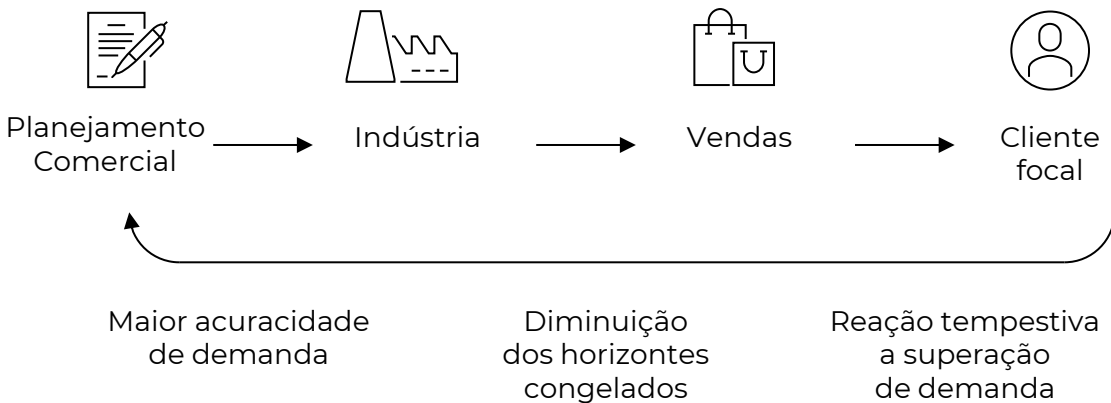 Planejamento
Comercial
Indústria
Vendas
Cliente
focal
Maior acuracidade
de demanda
Diminuição
dos horizontes
congelados
Reação tempestiva
a superação
de demanda